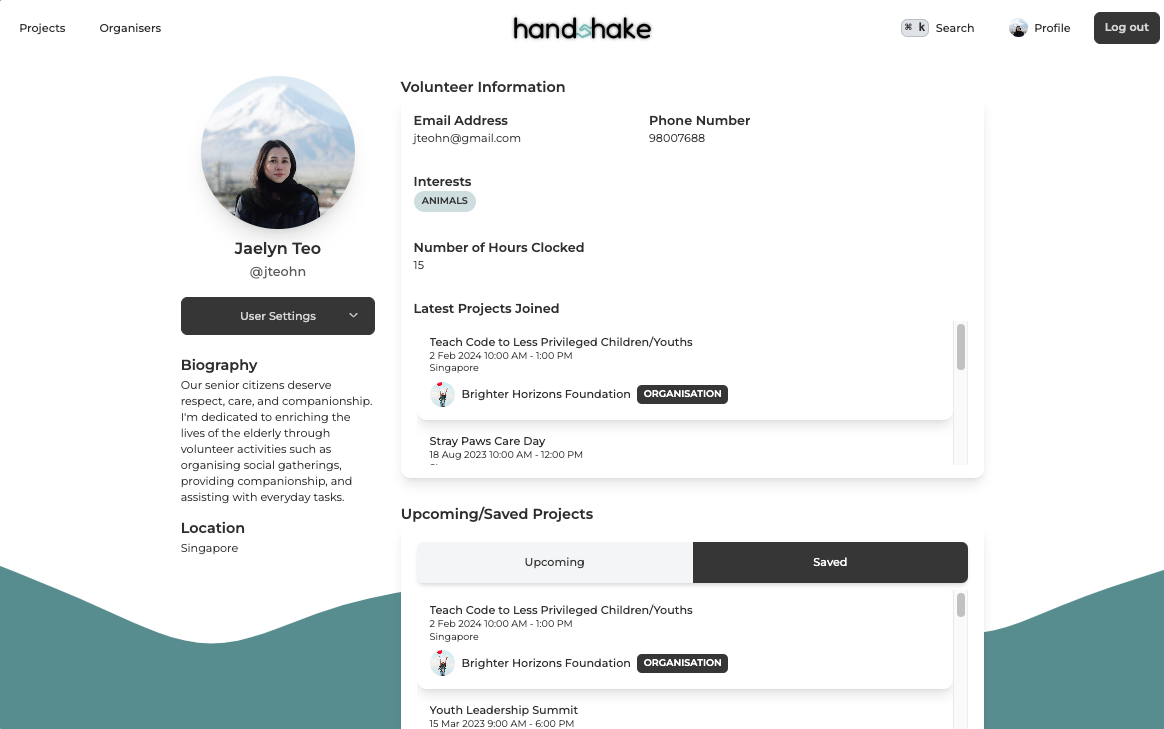 Projects
Organisers
handshake
⌘ k
Search
Profile
Log out
Jaelyn Teo
@jteohn
User Settings
Biography
Our senior citizens deserve
respect, care, and companionship.
I'm dedicated to enriching the
lives of the elderly through
volunteer activities such as
organising social gatherings,
providing companionship, and
assisting with everyday tasks.
Location
Singapore
Volunteer Information
Email Address
jteohn@gmail.com
Phone Number
98007688
Interests
ANIMALS
Number of Hours Clocked
15
Latest Projects Joined
Teach Code to Less Privileged Children/Youths
2 Feb 2024 10:00 AM - 1:00 PM
Singapore
Brighter Horizons Foundation ORGANISATION
Stray Paws Care Day
18 Aug 2023 10:00 AM - 12:00 PM
Upcoming/Saved Projects
Upcoming
Saved
Teach Code to Less Privileged Children/Youths
2 Feb 2024 10:00 AM - 1:00 PM
Singapore
Brighter Horizons Foundation ORGANISATION
Youth Leadership Summit
15 Mar 2023 9:00 AM - 6:00 PM